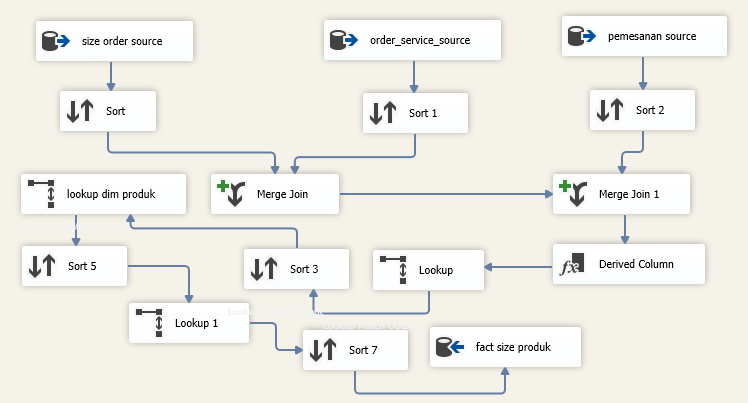 size order source
order_service_source
pemesanan source
Sort
Sort 1
Sort 2
lookup dim produk
Merge Join
Merge Join 1
Sort 5
Sort 3
Lookup
Derived Column
Lookup 1
Sort 7
fact size produk